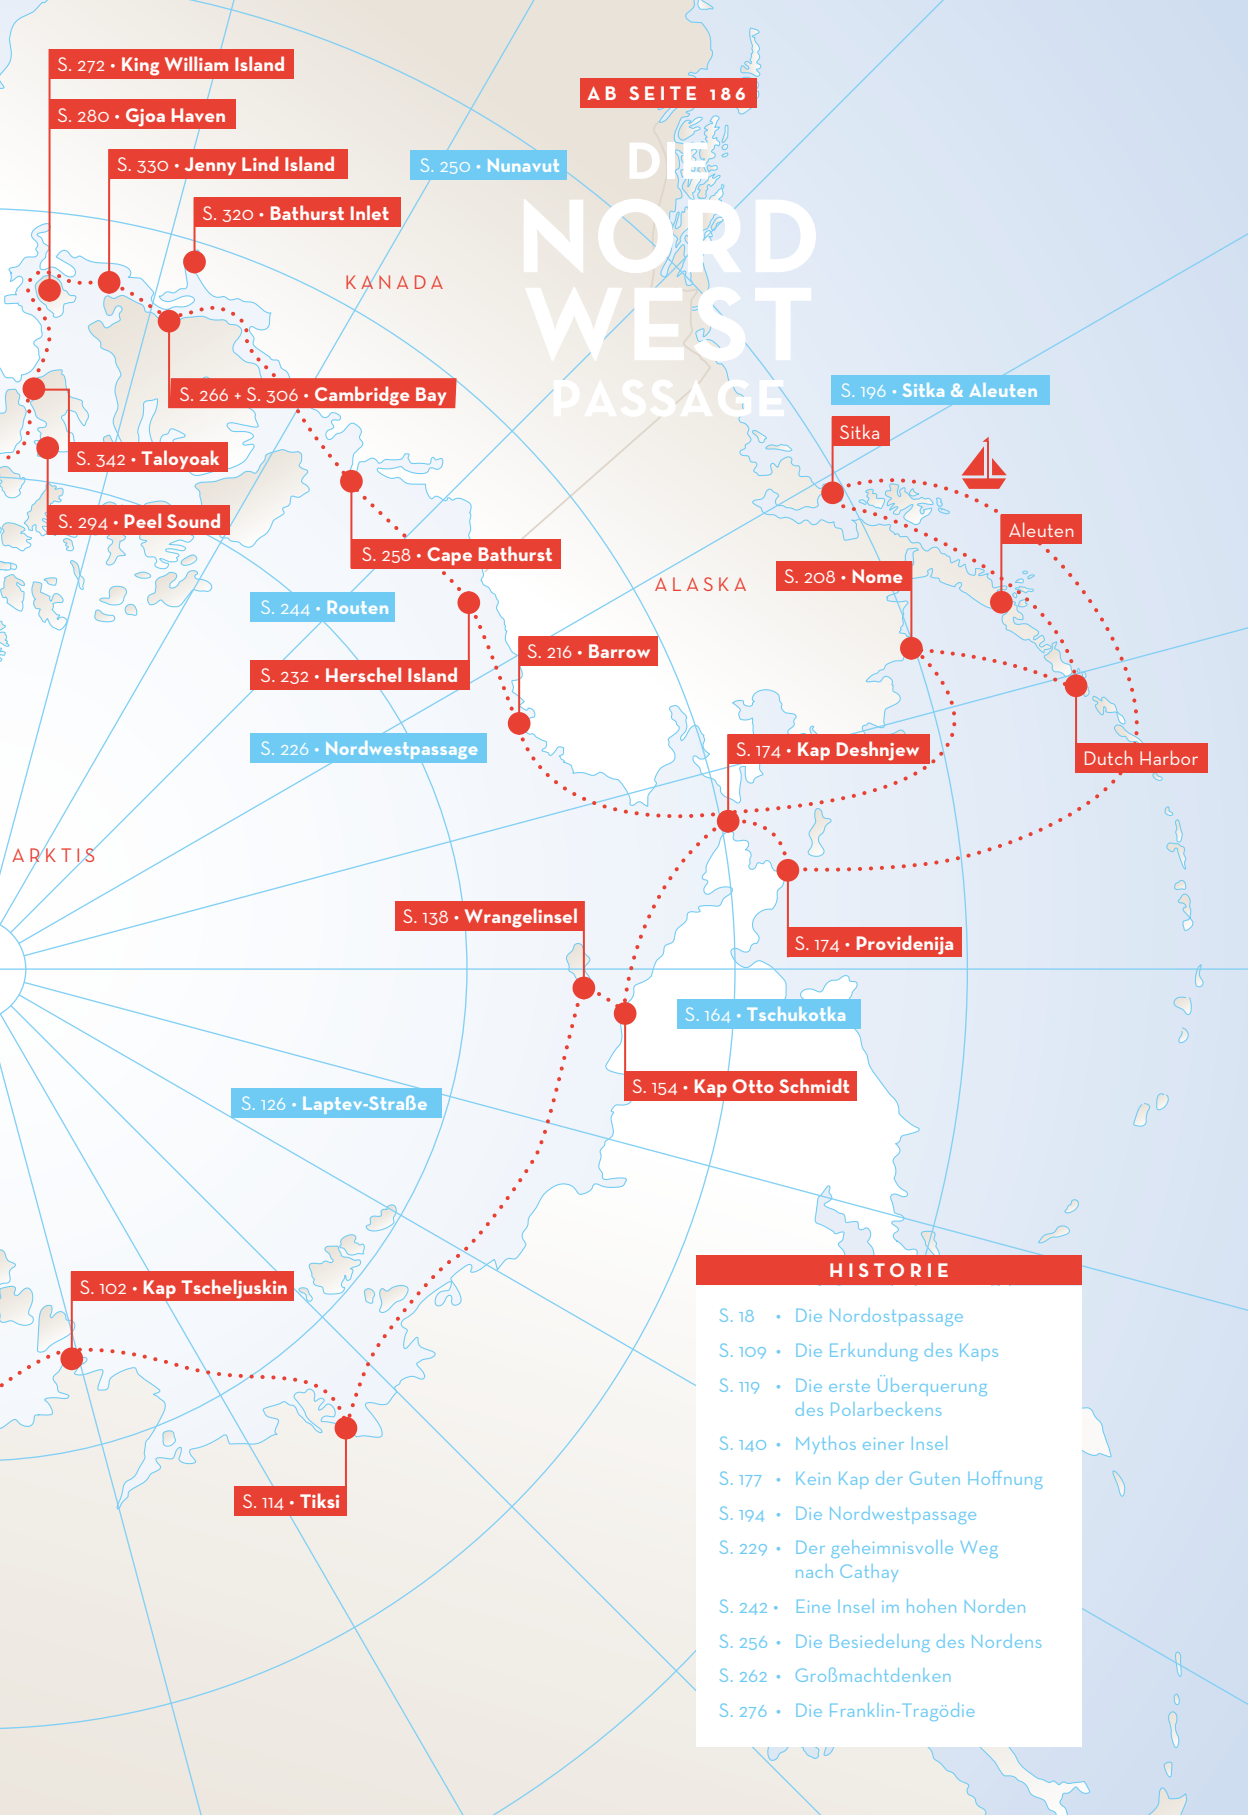 S. 272 • King William Island
S. 280 • Gjoa Haven
S. 330 • Jenny Lind Island
S. 320 • Bathurst Inlet
S. 250 • Nunavut
AB SEITE 186
DIE
NORD
WEST
PASSAGE
KANADA
S. 266 + S. 306 • Cambridge Bay
S. 196 • Sitka & Aleuten
Sitka
S. 342 • Taloyoak
S. 294 • Peel Sound
Aleuten
S. 258 • Cape Bathurst
ALASKA
S. 208 • Nome
S. 244 • Routen
S. 216 • Barrow
S. 232 • Herschel Island
S. 226 • Nordwestpassage
S. 174 • Kap Deshnjew
Dutch Harbor
ARKTIS
S. 138 • Wrangelinsel
S. 174 • Providenija
S. 164 • Tschukotka
S. 154 • Kap Otto Schmidt
S. 126 • Laptev-Straße
S. 102 • Kap Tscheljuskin
S. 114 • Tiksi
HISTORIE
S. 18 • Die Nordostpassage
S. 109 • Die Erkundung des Kaps
S. 119 • Die erste Überquerung
des Polarbeckens
S. 140 • Mythos einer Insel
S. 177 • Kein Kap der Guten Hoffnung
S. 194 • Die Nordwestpassage
S. 229 • Der geheimnisvolle Weg
nach Cathay
S. 242 • Eine Insel im hohen Norden
S. 256 • Die Besiedelung des Nordens
S. 262 • Großmachtdenken
S. 276 • Die Franklin-Tragödie